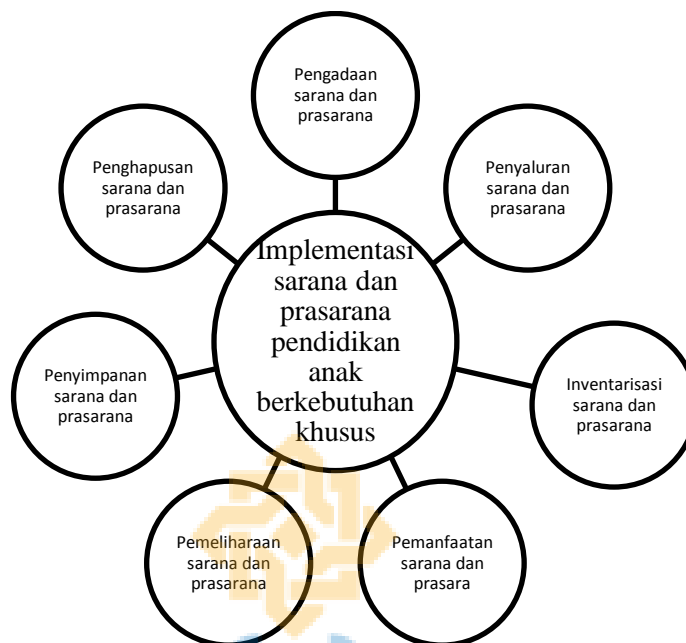 Pengadaan
sarana dan
prasarana
Penyaluran
sarana dan
prasarana
Inventarisasi
sarana dan
prasarana
Pemanfaatan
sarana dan
prasara
Pemeliharaan
sarana dan
prasarana
Penyimpanan
sarana dan
prasarana
Penghapusan
sarana dan
prasarana
Implementasi
sarana dan
prasarana
pendidikan
anak
berkebutuhan
khusus